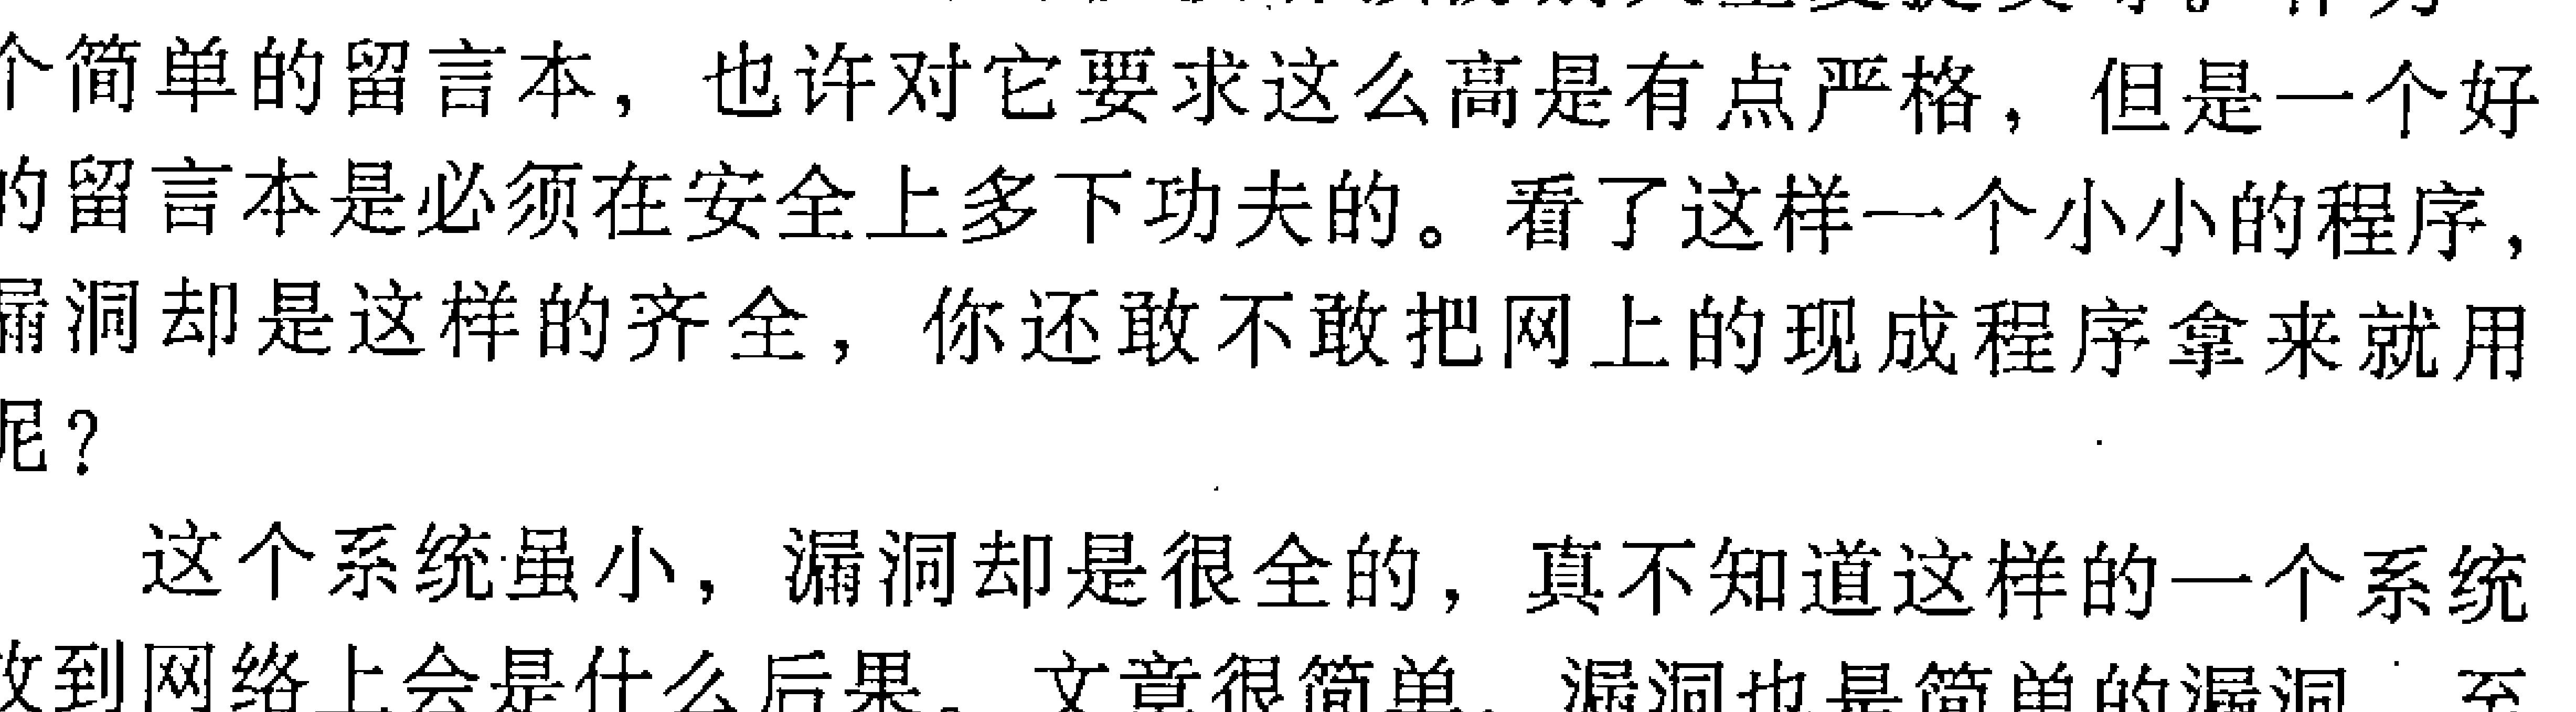 个简单的留言本，也许对它要求这么高是有点严格，但是一个好
的留言本是必须在安全上多下功夫的。看了这样一个小小的程序，
漏洞却是这样的齐全，你还敢不敢把网上的现成程序拿来就用
呢？
这个系统虽小，漏洞却是很全的，真不知道这样的一个系统
放到网络上会是什么后果。文章很简单，漏洞也是简单的漏洞